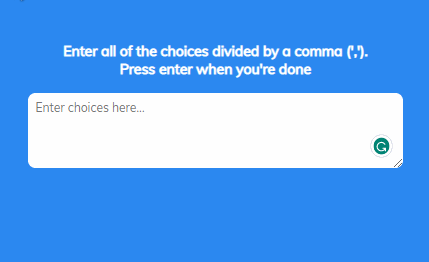 Enter all of the choices divided by a comma (',').
Press enter when you're done
Enter choices here...